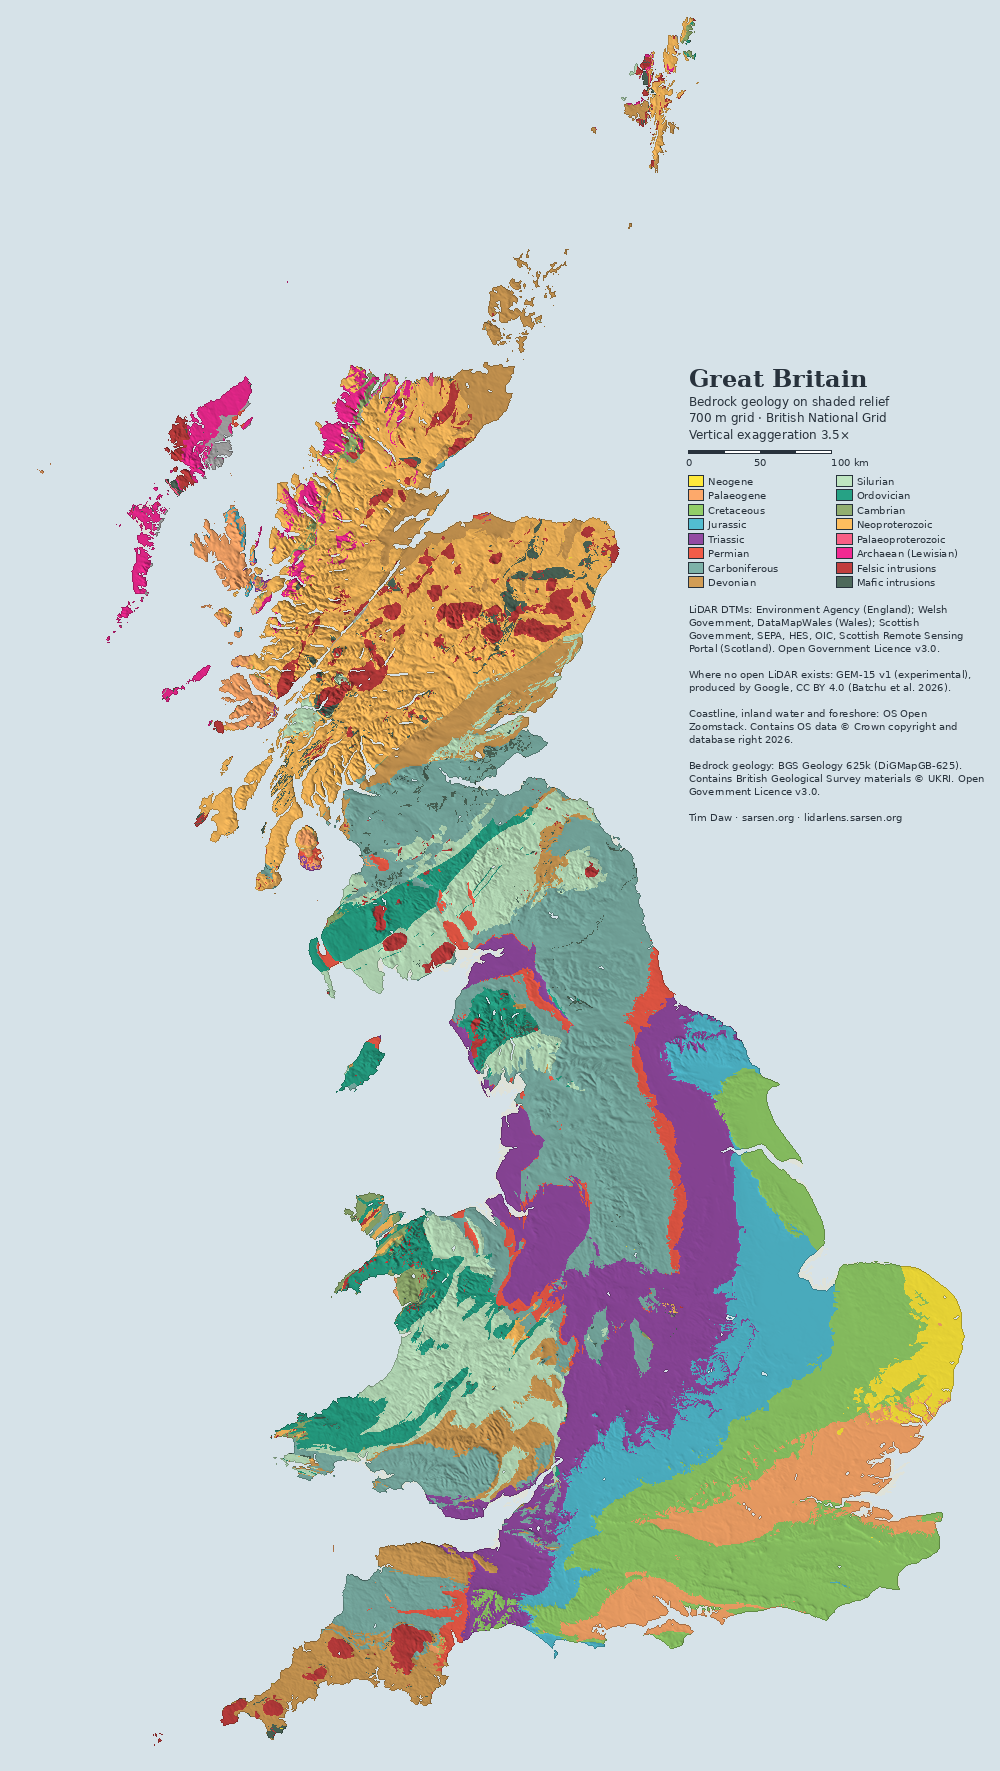 Great Britain
Bedrock geology on shaded relief
700 m grid · British National Grid
Vertical exaggeration 3.5×
0 50 100 km
Neogene
Palaeogene
Cretaceous
Jurassic
Triassic
Permian
Carboniferous
Devonian
Silurian
Ordovician
Cambrian
Neoproterozoic
Palaeoproterozoic
Archaean (Lewisian)
Felsic intrusions
Mafic intrusions
LiDAR DTMs: Environment Agency (England); Welsh
Government, DataMapWales (Wales); Scottish
Government, SEPA, HES, OIC, Scottish Remote Sensing
Portal (Scotland). Open Government Licence v3.0.
Where no open LiDAR exists: GEM-15 v1 (experimental),
produced by Google, CC BY 4.0 (Batchu et al. 2026).
Coastline, inland water and foreshore: OS Open
Zoomstack. Contains OS data © Crown copyright and
database right 2026.
Bedrock geology: BGS Geology 625k (DiGMapGB-625).
Contains British Geological Survey materials © UKRI. Open
Government Licence v3.0.
Tim Daw · sarsen.org · lidarlens.sarsen.org